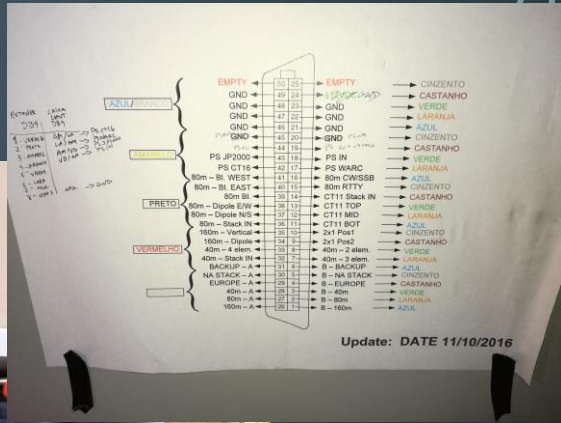 EMPTY 50 25 EMPTY CINZENTO
GND 49 24 GND CASTANHO
AZUL/BRANCO GND 48 23 GND VERDE
GND 47 22 GND LARANJA
GND 46 21 GND AZUL
GND 45 20 GND CINZENTO
44 19 CASTANHO
AMARELO PS JP2000 43 18 PS IN VERDE
PS CT16 42 17 PS WARC LARANJA
80m – BI. WEST 41 16 80m CW/SSB AZUL
80m – BI. EAST 40 15 80m RTTY CINZENTO
80m BI. 39 14 CT11 Stack IN CASTANHO
PRETO 80m – Dipole E/W 38 13 CT11 TOP VERDE
80m – Dipole N/S 37 12 CT11 MID LARANJA
80m – Stack IN 36 11 CT11 BOT AZUL
160m – Vertical 35 10 2x1 Pos1 CINZENTO
160m – Dipole 34 9 2x1 Pos2 CASTANHO
VERMELHO 40m – 4 elem. 33 8 40m – 2 elem. VERDE
40m – Stack IN 32 7 40m – 3 elem. LARANJA
BACKUP – A 31 6 B – BACKUP AZUL
NA STACK – A 30 5 B – NA STACK CINZENTO
EUROPE – A 29 4 B – EUROPE CASTANHO
40m – A 28 3 B – 40m VERDE
80m – A 27 2 B – 80m LARANJA
160m – A 26 1 B – 160m AZUL
Update: DATE 11/10/2016